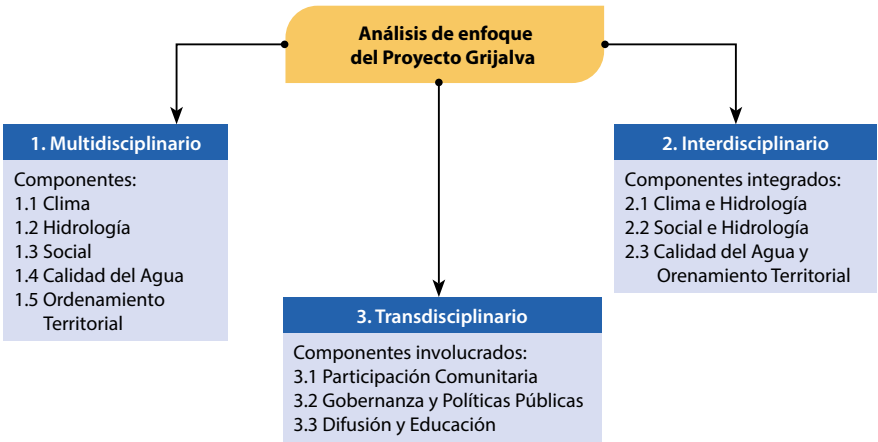 Análisis de enfoque
del Proyecto Grijalva
1. Multidisciplinario
Componentes:
1.1 Clima
1.2 Hidrología
1.3 Social
1.4 Calidad del Agua
1.5 Ordenamiento
Territorial
2. Interdisciplinario
Componentes integrados:
2.1 Clima e Hidrología
2.2 Social e Hidrología
2.3 Calidad del Agua y
Orenamiento Territorial
3. Transdisciplinario
Componentes involucrados:
3.1 Participación Comunitaria
3.2 Gobernanza y Políticas Públicas
3.3 Difusión y Educación